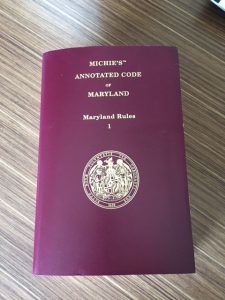 MICHIE'S™
ANNOTATED CODE
OF
MARYLAND
Maryland Rules
1